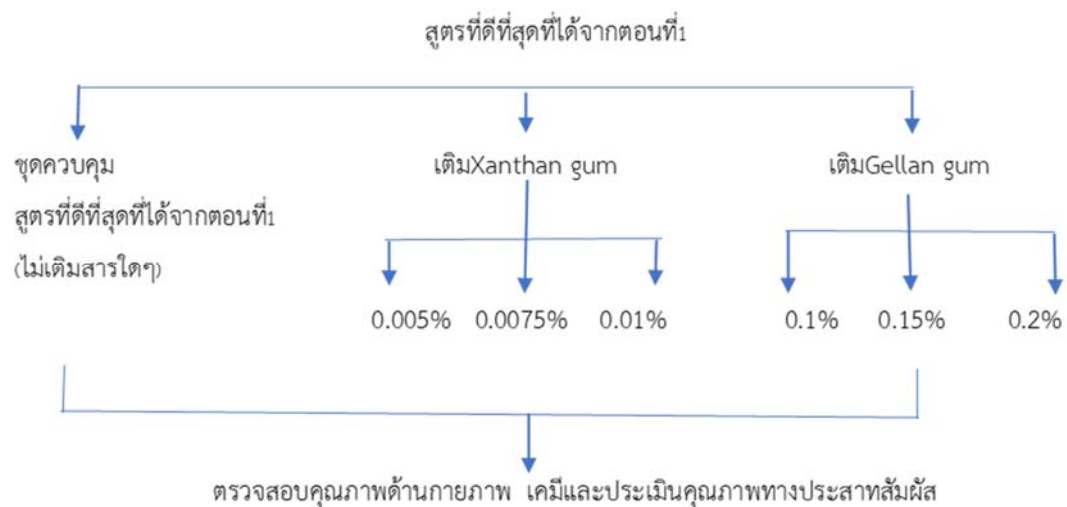 สูตรที่ดีที่สุดที่ได้จากตอนที่1
ชุดควบคุม
สูตรที่ดีที่สุดที่ได้จากตอนที่1
(ไม่เติมสารใดๆ)
เติมXanthan gum
0.005% 0.0075% 0.01%
เติมGellan gum
0.1% 0.15% 0.2%
ตรวจสอบคุณภาพด้านกายภาพ เคมีและประเมินคุณภาพทางประสาทสัมผัส